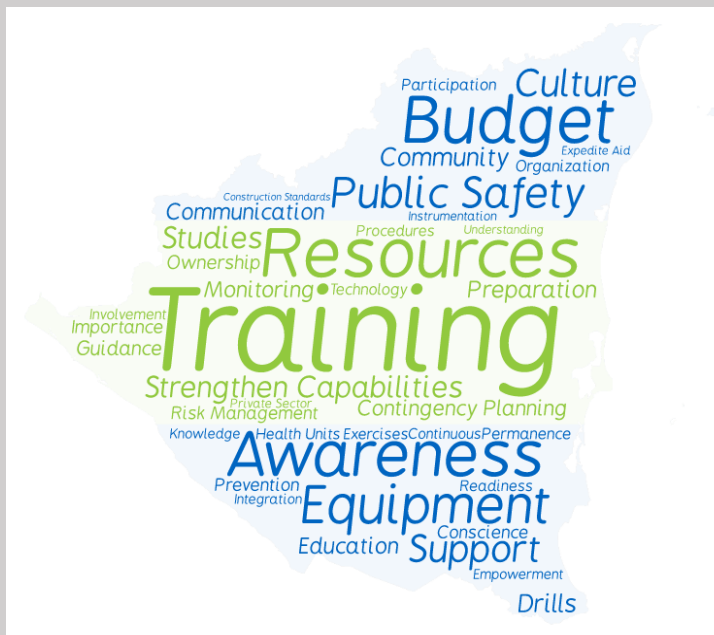 Participation
Culture
Budget
Expedite Aid
Community
Organization
Public Safety
Construction Standards
Communication
Instrumentation
Studies
Procedures
Understanding
Resources
Ownership
Monitoring
Technology
Preparation
Training
Involvement
Importance
Guidance
Strengthen Capabilities
Private Sector
Risk Management
Contingency Planning
Knowledge
Health Units
Exercises
Continuous
Permanence
Awareness
Prevention
Readiness
Integration
Equipment
Conscience
Education
Support
Empowerment
Drills